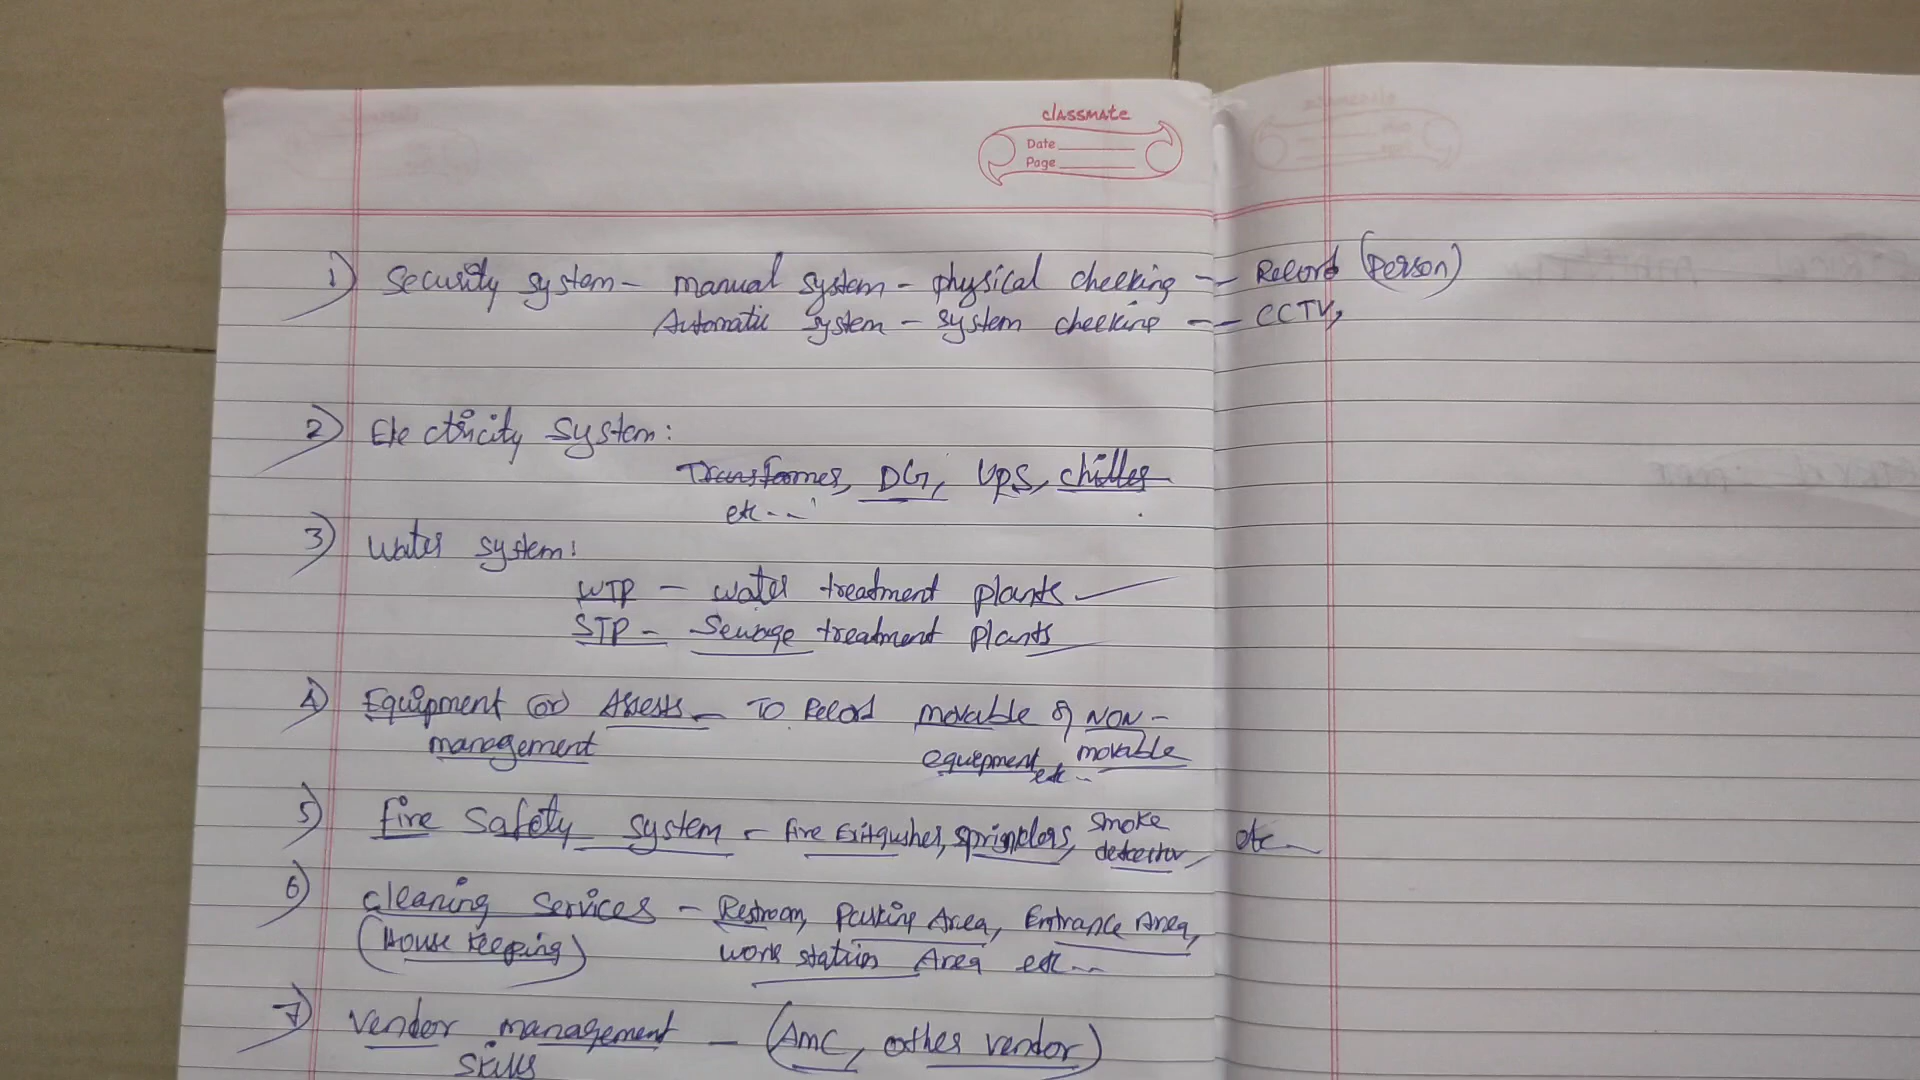 classmate
Date
Page
1) Security system - manual system - physical checking -- Record (Person)
Automatic system - system checking -- CCTV,
2) Electricity system:
Transformer, DG, UPS, chiller
etc--
3) Water system:
WTP - water treatment plants
STP - Sewage treatment plants
4) Equipment or Assests - To Record movable & NON-
management equipment movable
etc--
5) Fire Safety system - fire Extigusher, sprinklers, smoke
detector, etc--
6) cleaning services - Restroom, Parking Area, Entrance Area,
(House keeping) work station Area etc--
7) Vendor management - (AMC, other vendor)
skills